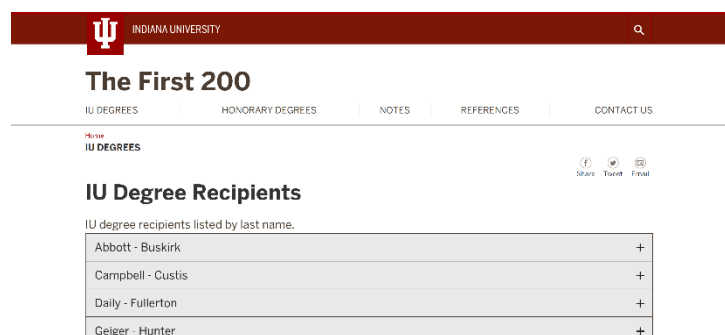 INDIANA UNIVERSITY
The First 200
IU DEGREES HONORARY DEGREES NOTES REFERENCES CONTACT US
Home
IU DEGREES
Share Tweet Email
IU Degree Recipients
IU degree recipients listed by last name.
Abbott - Buskirk +
Campbell - Custis +
Daily - Fullerton +
Geiger - Hunter +